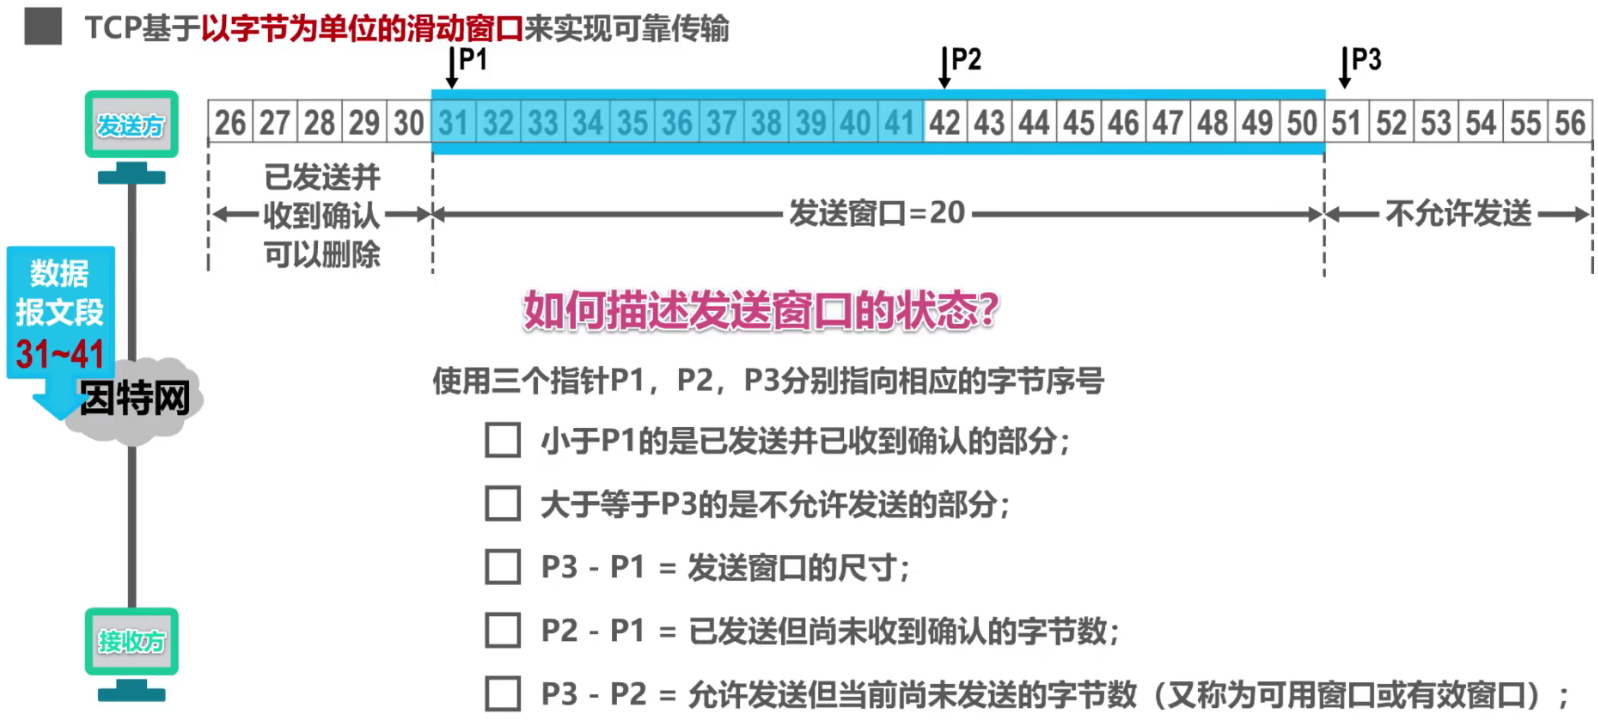 TCP基于以字节为单位的滑动窗口来实现可靠传输
P1 P2 P3
发送方
26 27 28 29 30 31 32 33 34 35 36 37 38 39 40 41 42 43 44 45 46 47 48 49 50 51 52 53 54 55 56
已发送并
收到确认
可以删除
发送窗口=20
不允许发送
数据
报文段
31~41
因特网
接收方
如何描述发送窗口的状态?
使用三个指针P1，P2，P3分别指向相应的字节序号
小于P1的是已发送并已收到确认的部分；
大于等于P3的是不允许发送的部分；
P3 - P1 = 发送窗口的尺寸；
P2 - P1 = 已发送但尚未收到确认的字节数；
P3 - P2 = 允许发送但当前尚未发送的字节数（又称为可用窗口或有效窗口）；